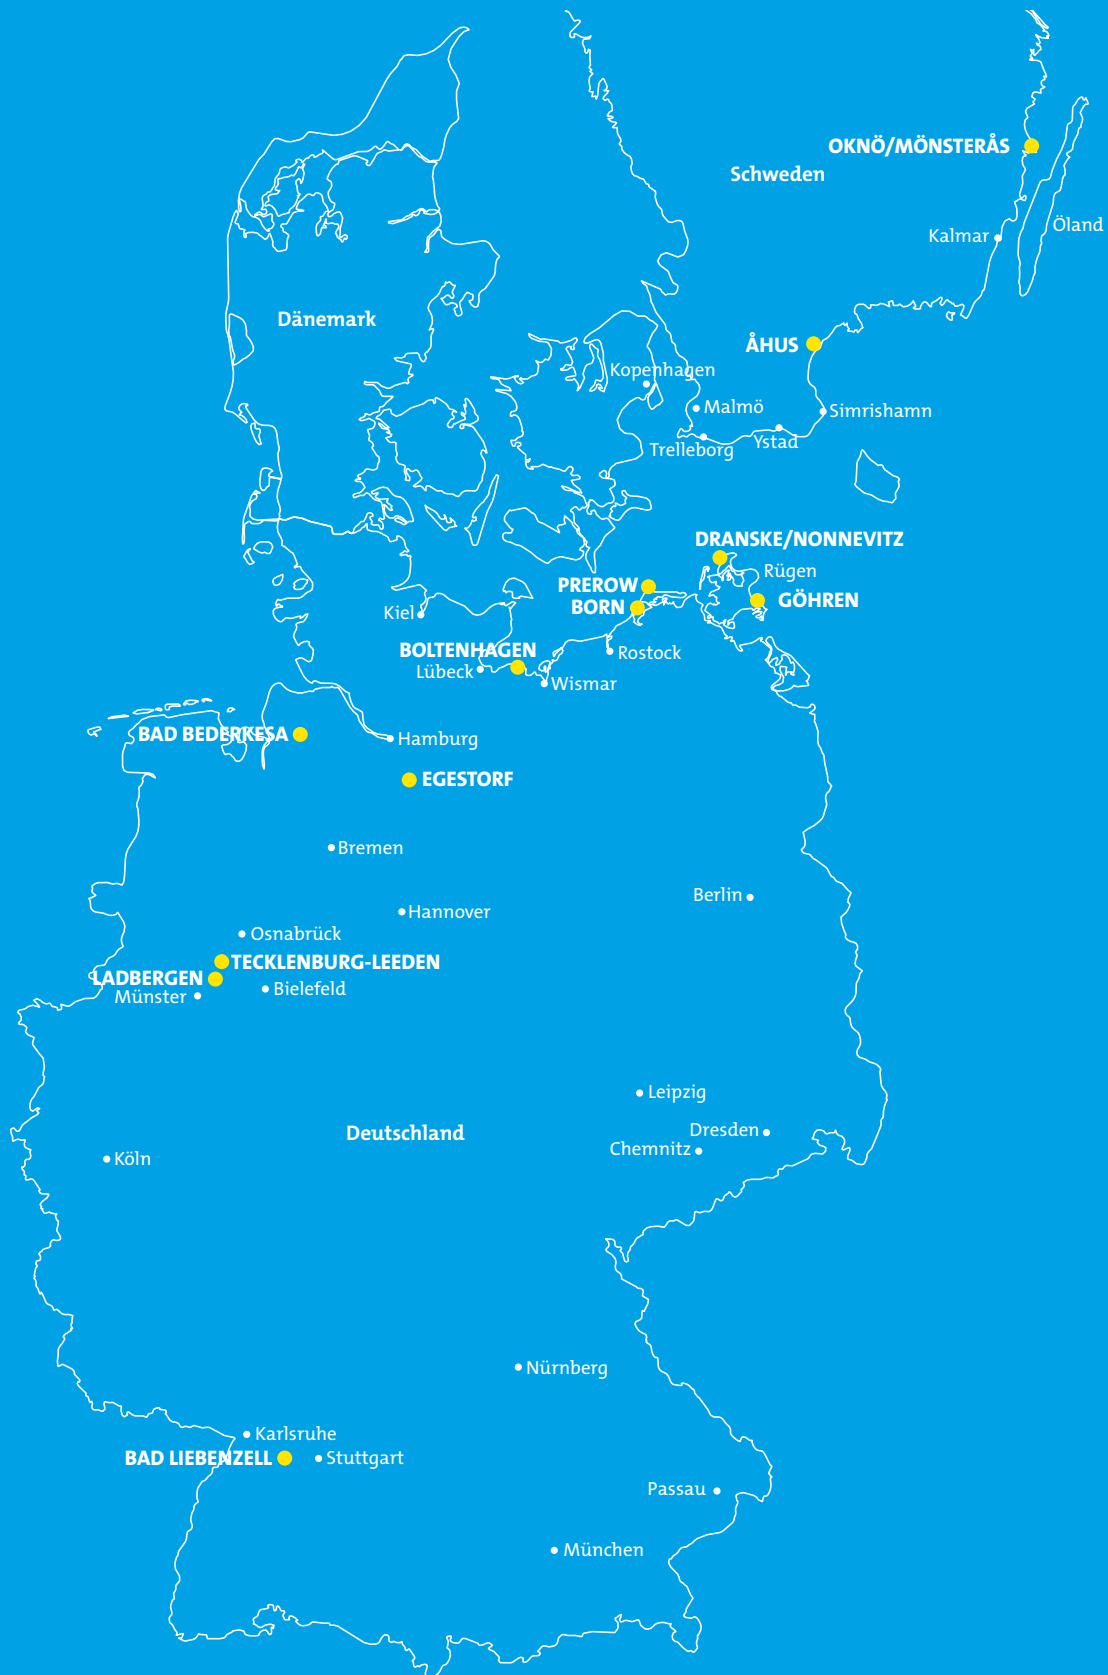 OKNÖ/MÖNSTERÅS
Schweden
Öland
Kalmar
Dänemark
ÅHUS
Kopenhagen
Malmö
Simrishamn
Ystad
Trelleborg
DRANSKE/NONNEVITZ
Rügen
PREROW
GÖHREN
BORN
Kiel
BOLTENHAGEN
Rostock
Lübeck
Wismar
BAD BEDERKESA
Hamburg
EGESTORF
Bremen
Berlin
Hannover
Osnabrück
TECKLENBURG-LEEDEN
LADBERGEN
Bielefeld
Münster
Leipzig
Dresden
Deutschland
Chemnitz
Köln
Nürnberg
Karlsruhe
BAD LIEBENZELL
Stuttgart
Passau
München